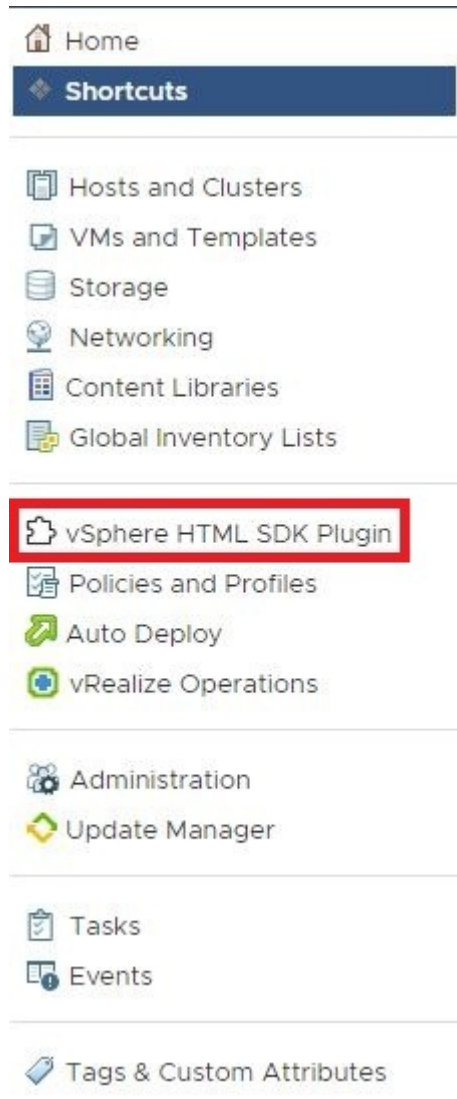 Home
Shortcuts
Hosts and Clusters
VMs and Templates
Storage
Networking
Content Libraries
Global Inventory Lists
vSphere HTML SDK Plugin
Policies and Profiles
Auto Deploy
vRealize Operations
Administration
Update Manager
Tasks
Events
Tags & Custom Attributes